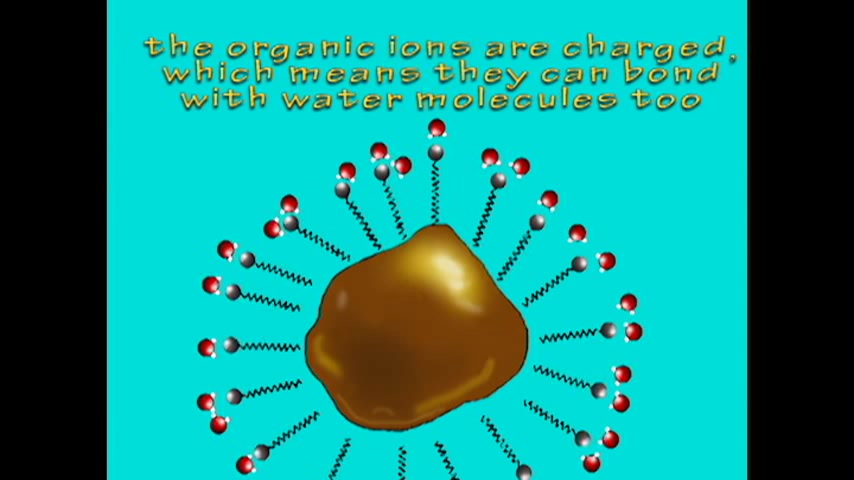 the organic ions are charged,
which means they can bond
with water molecules too